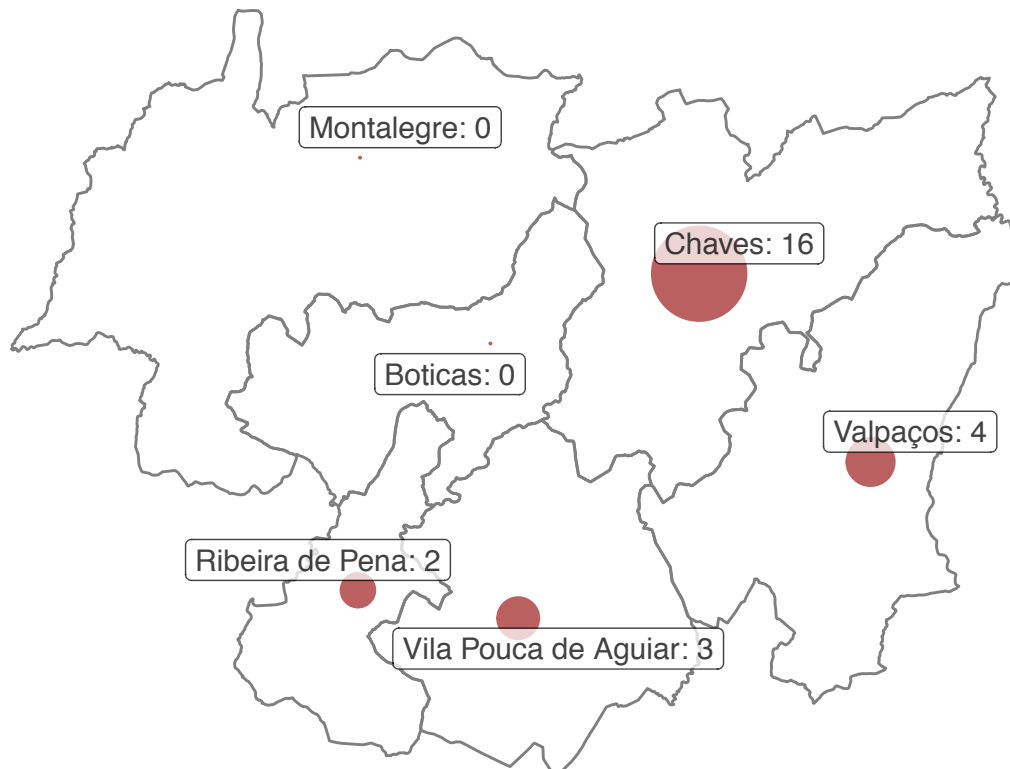 Montalegre: 0
Chaves: 16
Boticas: 0
Valpaços: 4
Ribeira de Pena: 2
Vila Pouca de Aguiar: 3